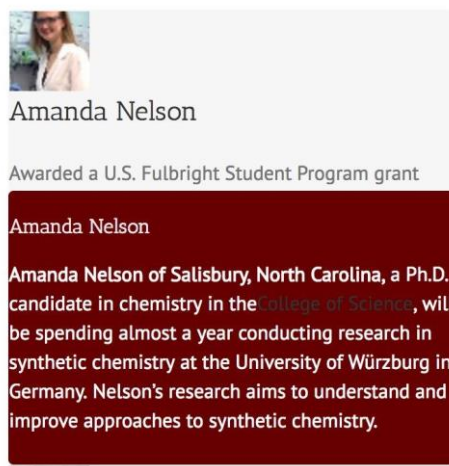 Amanda Nelson
Awarded a U.S. Fulbright Student Program grant
Amanda Nelson
Amanda Nelson of Salisbury, North Carolina, a Ph.D.
candidate in chemistry in theCollege of Science, wil
be spending almost a year conducting research in
synthetic chemistry at the University of Würzburg in
Germany. Nelson’s research aims to understand and
improve approaches to synthetic chemistry.